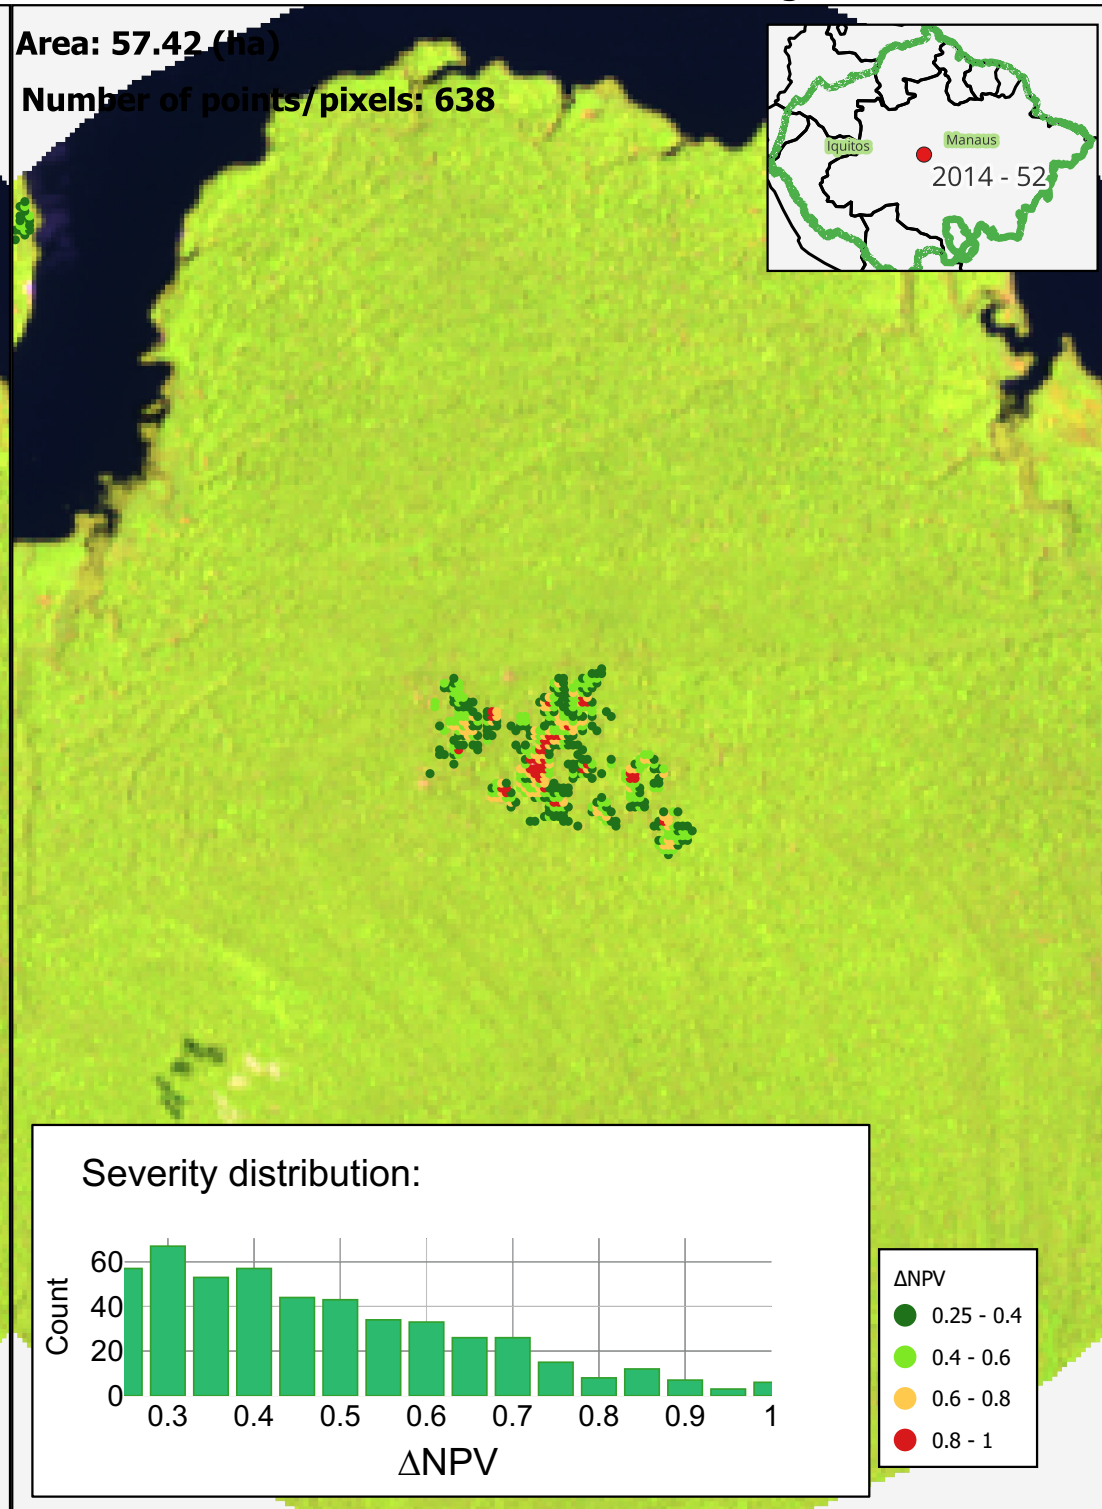 Area: 57.42 (ha)
Number of points/pixels: 638
Iquitos
Manaus
2014 - 52
Severity distribution:
Count
60
40
20
0
0.3 0.4 0.5 0.6 0.7 0.8 0.9 1
ΔNPV
ΔNPV
0.25 - 0.4
0.4 - 0.6
0.6 - 0.8
0.8 - 1